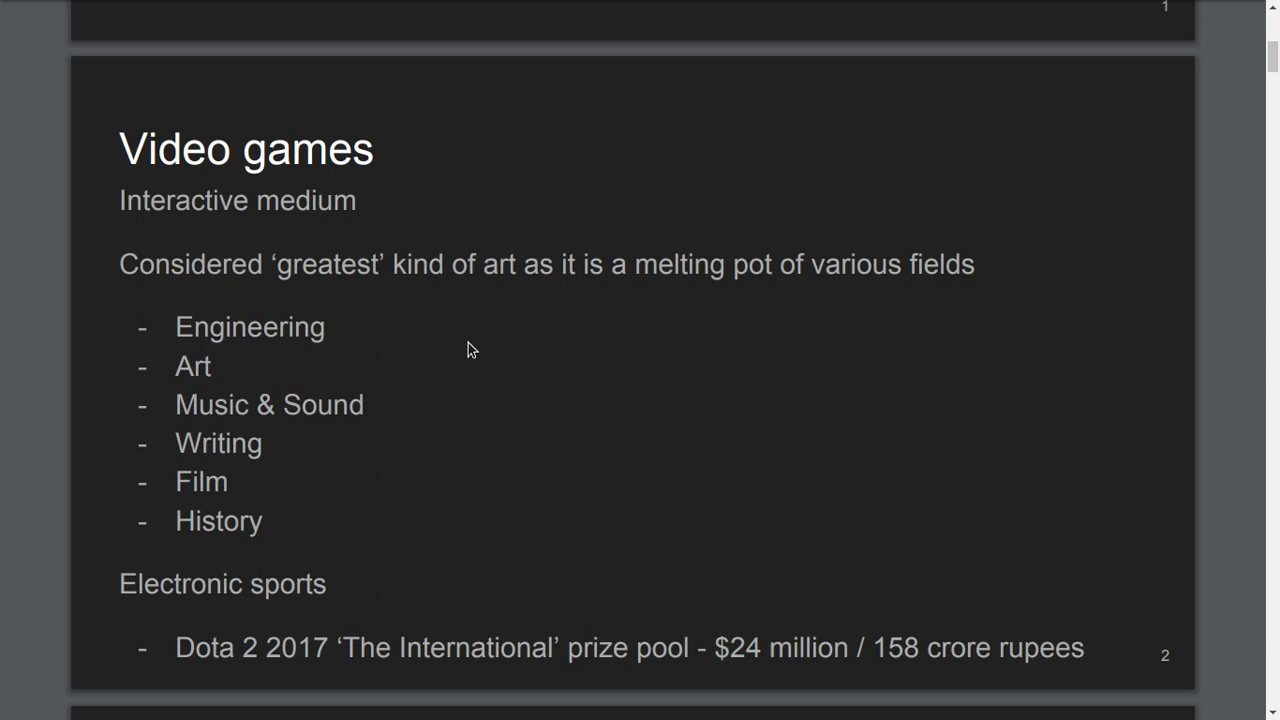 1
Video games
Interactive medium
Considered ‘greatest’ kind of art as it is a melting pot of various fields
- Engineering
- Art
- Music & Sound
- Writing
- Film
- History
Electronic sports
- Dota 2 2017 ‘The International’ prize pool - $24 million / 158 crore rupees
2